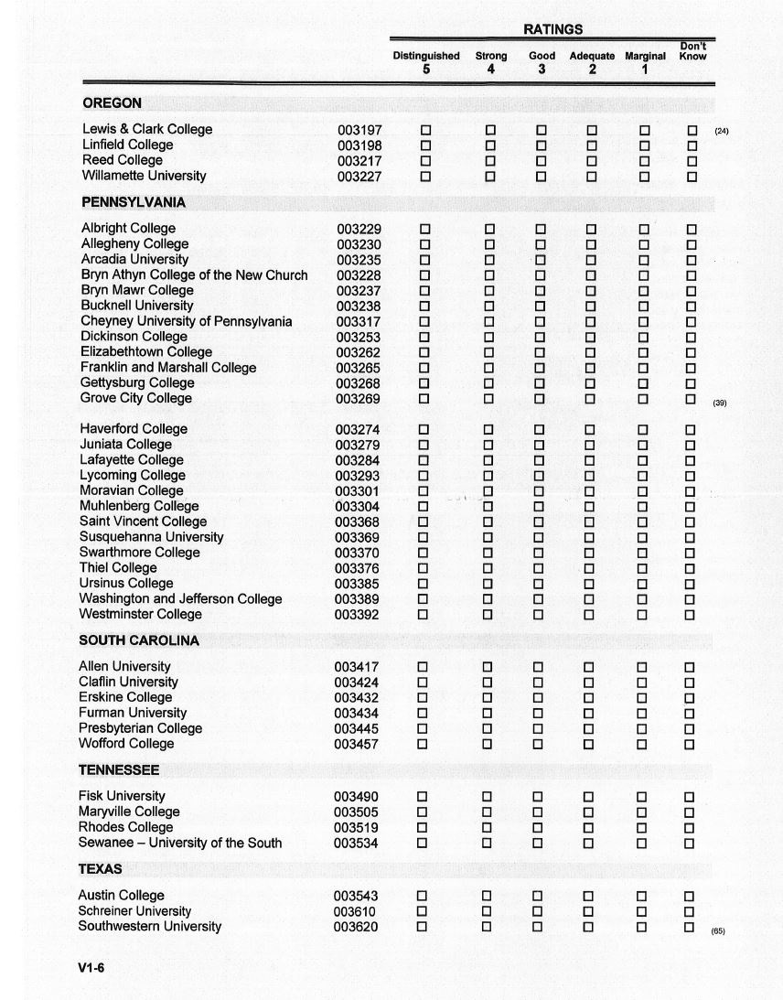 RATINGS
Distinguished 5 Strong 4 Good 3 Adequate 2 Marginal 1 Don't Know
OREGON
Lewis & Clark College 003197 ☐ ☐ ☐ ☐ ☐ ☐ (24)
Linfield College 003198 ☐ ☐ ☐ ☐ ☐ ☐
Reed College 003217 ☐ ☐ ☐ ☐ ☐ ☐
Willamette University 003227 ☐ ☐ ☐ ☐ ☐ ☐
PENNSYLVANIA
Albright College 003229 ☐ ☐ ☐ ☐ ☐ ☐
Allegheny College 003230 ☐ ☐ ☐ ☐ ☐ ☐
Arcadia University 003235 ☐ ☐ ☐ ☐ ☐ ☐
Bryn Athyn College of the New Church 003228 ☐ ☐ ☐ ☐ ☐ ☐
Bryn Mawr College 003237 ☐ ☐ ☐ ☐ ☐ ☐
Bucknell University 003238 ☐ ☐ ☐ ☐ ☐ ☐
Cheyney University of Pennsylvania 003317 ☐ ☐ ☐ ☐ ☐ ☐
Dickinson College 003253 ☐ ☐ ☐ ☐ ☐ ☐
Elizabethtown College 003262 ☐ ☐ ☐ ☐ ☐ ☐
Franklin and Marshall College 003265 ☐ ☐ ☐ ☐ ☐ ☐
Gettysburg College 003268 ☐ ☐ ☐ ☐ ☐ ☐
Grove City College 003269 ☐ ☐ ☐ ☐ ☐ ☐ (39)
Haverford College 003274 ☐ ☐ ☐ ☐ ☐ ☐
Juniata College 003279 ☐ ☐ ☐ ☐ ☐ ☐
Lafayette College 003284 ☐ ☐ ☐ ☐ ☐ ☐
Lycoming College 003293 ☐ ☐ ☐ ☐ ☐ ☐
Moravian College 003301 ☐ ☐ ☐ ☐ ☐ ☐
Muhlenberg College 003304 ☐ ☐ ☐ ☐ ☐ ☐
Saint Vincent College 003368 ☐ ☐ ☐ ☐ ☐ ☐
Susquehanna University 003369 ☐ ☐ ☐ ☐ ☐ ☐
Swarthmore College 003370 ☐ ☐ ☐ ☐ ☐ ☐
Thiel College 003376 ☐ ☐ ☐ ☐ ☐ ☐
Ursinus College 003385 ☐ ☐ ☐ ☐ ☐ ☐
Washington and Jefferson College 003389 ☐ ☐ ☐ ☐ ☐ ☐
Westminster College 003392 ☐ ☐ ☐ ☐ ☐ ☐
SOUTH CAROLINA
Allen University 003417 ☐ ☐ ☐ ☐ ☐ ☐
Claflin University 003424 ☐ ☐ ☐ ☐ ☐ ☐
Erskine College 003432 ☐ ☐ ☐ ☐ ☐ ☐
Furman University 003434 ☐ ☐ ☐ ☐ ☐ ☐
Presbyterian College 003445 ☐ ☐ ☐ ☐ ☐ ☐
Wofford College 003457 ☐ ☐ ☐ ☐ ☐ ☐
TENNESSEE
Fisk University 003490 ☐ ☐ ☐ ☐ ☐ ☐
Maryville College 003505 ☐ ☐ ☐ ☐ ☐ ☐
Rhodes College 003519 ☐ ☐ ☐ ☐ ☐ ☐
Sewanee – University of the South 003534 ☐ ☐ ☐ ☐ ☐ ☐
TEXAS
Austin College 003543 ☐ ☐ ☐ ☐ ☐ ☐
Schreiner University 003610 ☐ ☐ ☐ ☐ ☐ ☐
Southwestern University 003620 ☐ ☐ ☐ ☐ ☐ ☐ (65)
V1-6